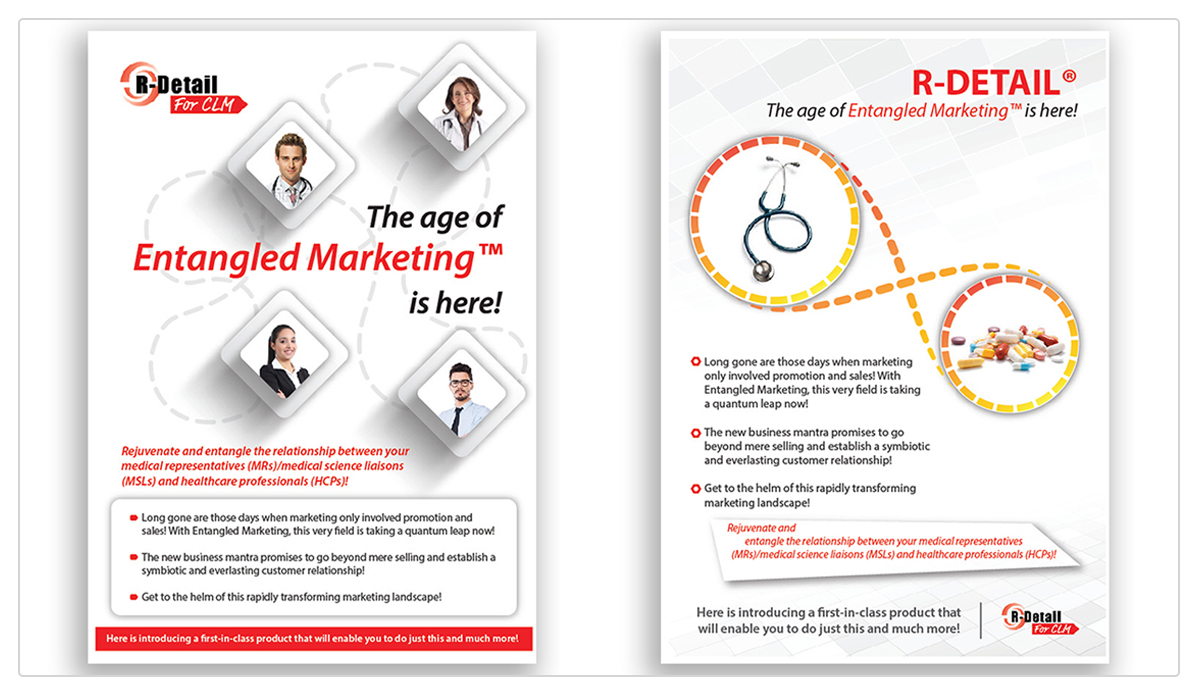 R-Detail
For CLM
The age of
Entangled Marketing™
is here!
Rejuvenate and entangle the relationship between your
medical representatives (MRs)/medical science liaisons
(MSLs) and healthcare professionals (HCPs)!
Long gone are those days when marketing only involved promotion and
sales! With Entangled Marketing, this very field is taking a quantum leap now!
The new business mantra promises to go beyond mere selling and establish a
symbiotic and everlasting customer relationship!
Get to the helm of this rapidly transforming marketing landscape!
Here is introducing a first-in-class product that will enable you to do just this and much more!
R-DETAIL®
The age of Entangled Marketing™ is here!
Long gone are those days when marketing
only involved promotion and sales! With
Entangled Marketing, this very field is taking
a quantum leap now!
The new business mantra promises to go
beyond mere selling and establish a symbiotic
and everlasting customer relationship!
Get to the helm of this rapidly transforming
marketing landscape!
Rejuvenate and
entangle the relationship between your medical representatives
(MRs)/medical science liaisons (MSLs) and healthcare professionals (HCPs)!
Here is introducing a first-in-class product that
will enable you to do just this and much more!
R-Detail
For CLM